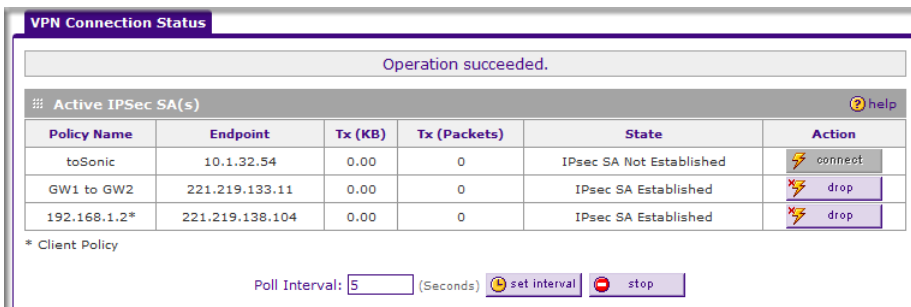 VPN Connection Status
Operation succeeded.
Active IPSec SA(s) help
Policy Name Endpoint Tx (KB) Tx (Packets) State Action
toSonic 10.1.32.54 0.00 0 IPsec SA Not Established connect
GW1 to GW2 221.219.133.11 0.00 0 IPsec SA Established drop
192.168.1.2* 221.219.138.104 0.00 0 IPsec SA Established drop
* Client Policy
Poll Interval: 5 (Seconds) set interval stop